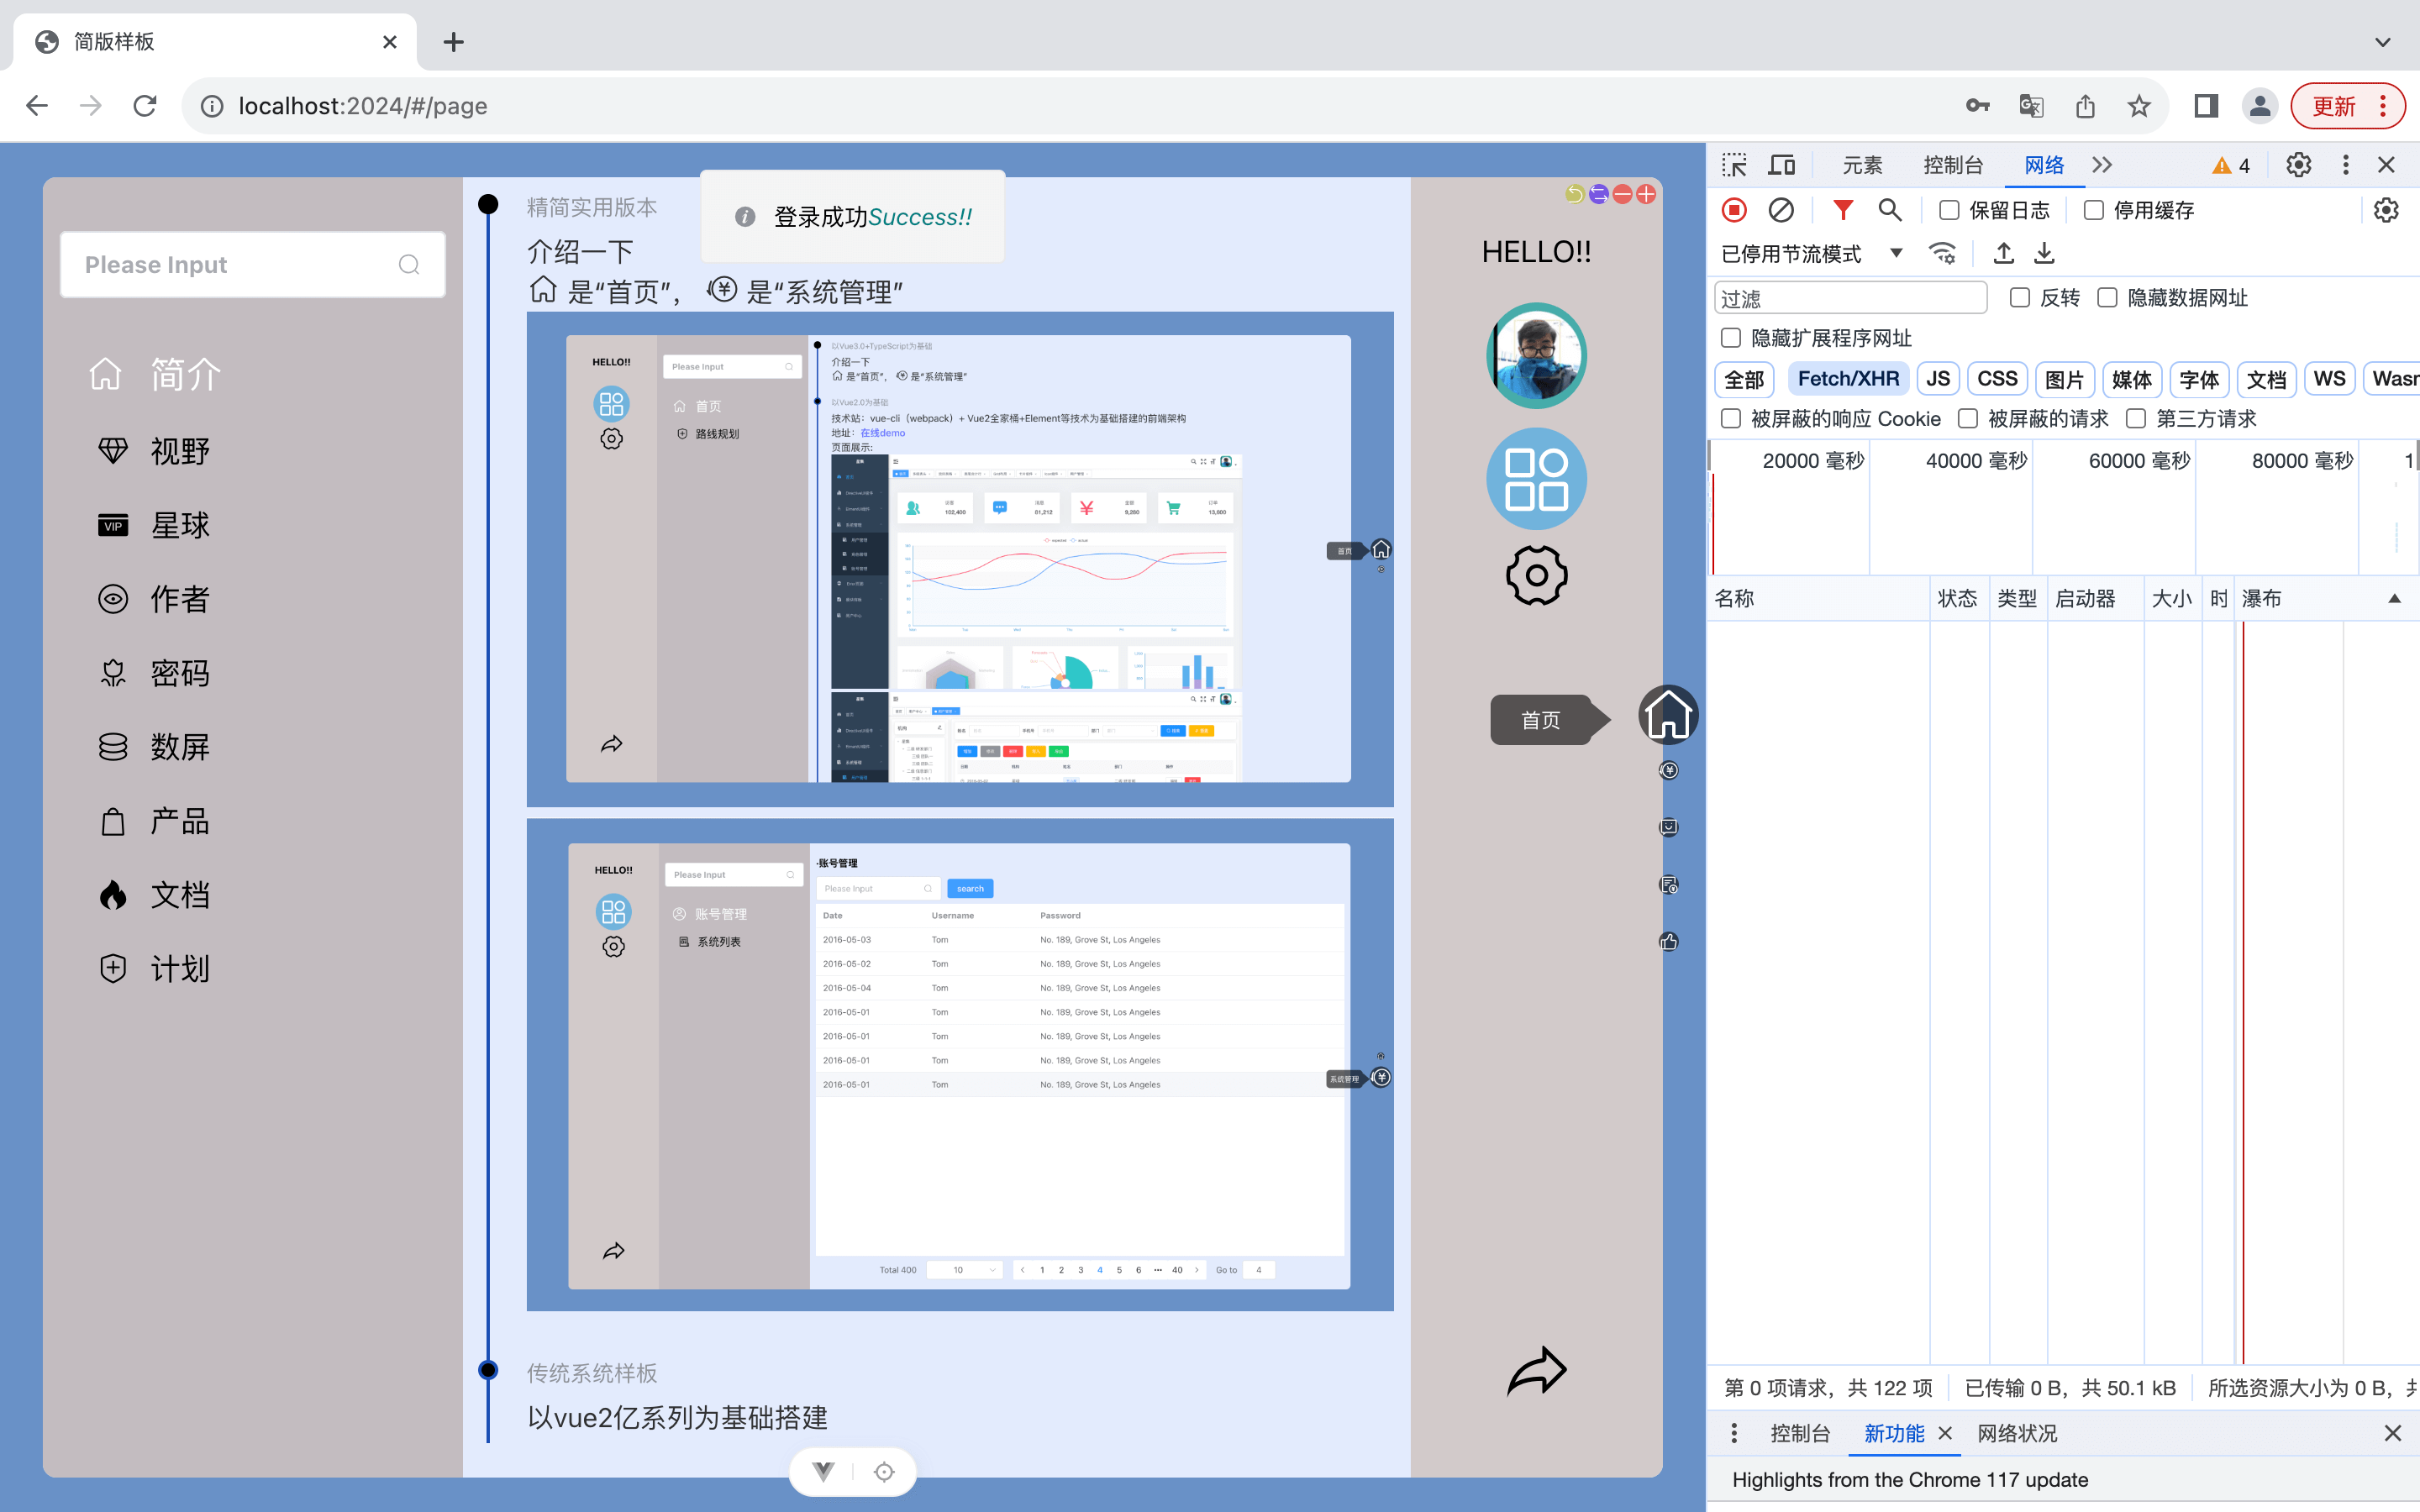 简版样板
localhost:2024/#/page
更新
Please Input
简介
视野
VIP 星球
作者
密码
数屏
产品
文档
计划
精简实用版本
介绍一下
是“首页”， 是“系统管理”
登录成功Success!!
HELLO!!
Please Input
首页
路线规划
以Vue3.0+TypeScript为基础
介绍一下
是“首页”， 是“系统管理”
以Vue2.0为基础
技术站：vue-cli（webpack）+ Vue2全家桶+Element等技术为基础搭建的前端架构
地址：在线demo
页面展示:
102,400
81,212
9,280
13,600
expected
actual
首页
HELLO!!
Please Input
账号管理
系统列表
·账号管理
Please Input
search
Date Username Password
2016-05-03 Tom No. 189, Grove St, Los Angeles
2016-05-02 Tom No. 189, Grove St, Los Angeles
2016-05-04 Tom No. 189, Grove St, Los Angeles
2016-05-01 Tom No. 189, Grove St, Los Angeles
2016-05-01 Tom No. 189, Grove St, Los Angeles
2016-05-01 Tom No. 189, Grove St, Los Angeles
2016-05-01 Tom No. 189, Grove St, Los Angeles
系统管理
Total 400 10 1 2 3 4 5 6 ••• 40 Go to 4
传统系统样板
以vue2亿系列为基础搭建
HELLO!!
首页
元素 控制台 网络 4
保留日志 停用缓存
已停用节流模式
过滤 反转 隐藏数据网址
隐藏扩展程序网址
全部 Fetch/XHR JS CSS 图片 媒体 字体 文档 WS Wasm
被屏蔽的响应 Cookie 被屏蔽的请求 第三方请求
20000 毫秒 40000 毫秒 60000 毫秒 80000 毫秒 1
名称 状态 类型 启动器 大小 时 瀑布
第 0 项请求，共 122 项 已传输 0 B，共 50.1 kB 所选资源大小为 0 B，共
控制台 新功能 网络状况
Highlights from the Chrome 117 update